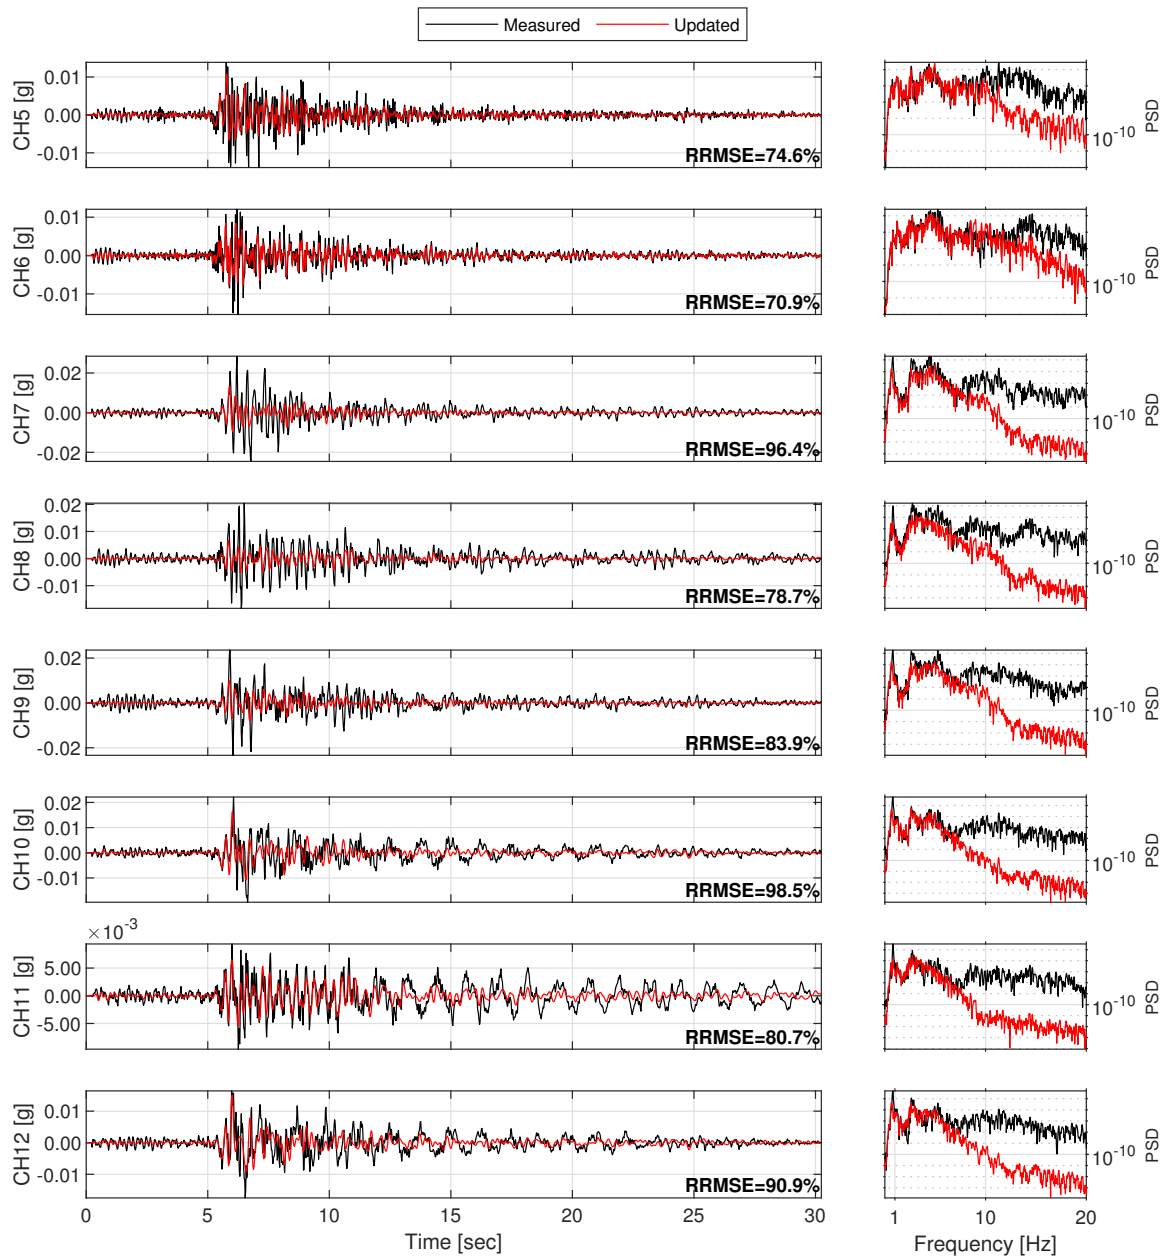 Measured Updated
0.01
0.00
-0.01
CH5 [g]
RRMSE=74.6%
10^-10
PSD
0.01
0.00
-0.01
CH6 [g]
RRMSE=70.9%
10^-10
PSD
0.02
0.00
-0.02
CH7 [g]
RRMSE=96.4%
10^-10
PSD
0.02
0.01
0.00
-0.01
CH8 [g]
RRMSE=78.7%
10^-10
PSD
0.02
0.00
-0.02
CH9 [g]
RRMSE=83.9%
10^-10
PSD
0.02
0.01
0.00
-0.01
CH10 [g]
RRMSE=98.5%
10^-10
PSD
×10^-3
5.00
0.00
-5.00
CH11 [g]
RRMSE=80.7%
10^-10
PSD
0.01
0.00
-0.01
CH12 [g]
RRMSE=90.9%
10^-10
PSD
0 5 10 15 20 25 30
Time [sec]
1 10 20
Frequency [Hz]